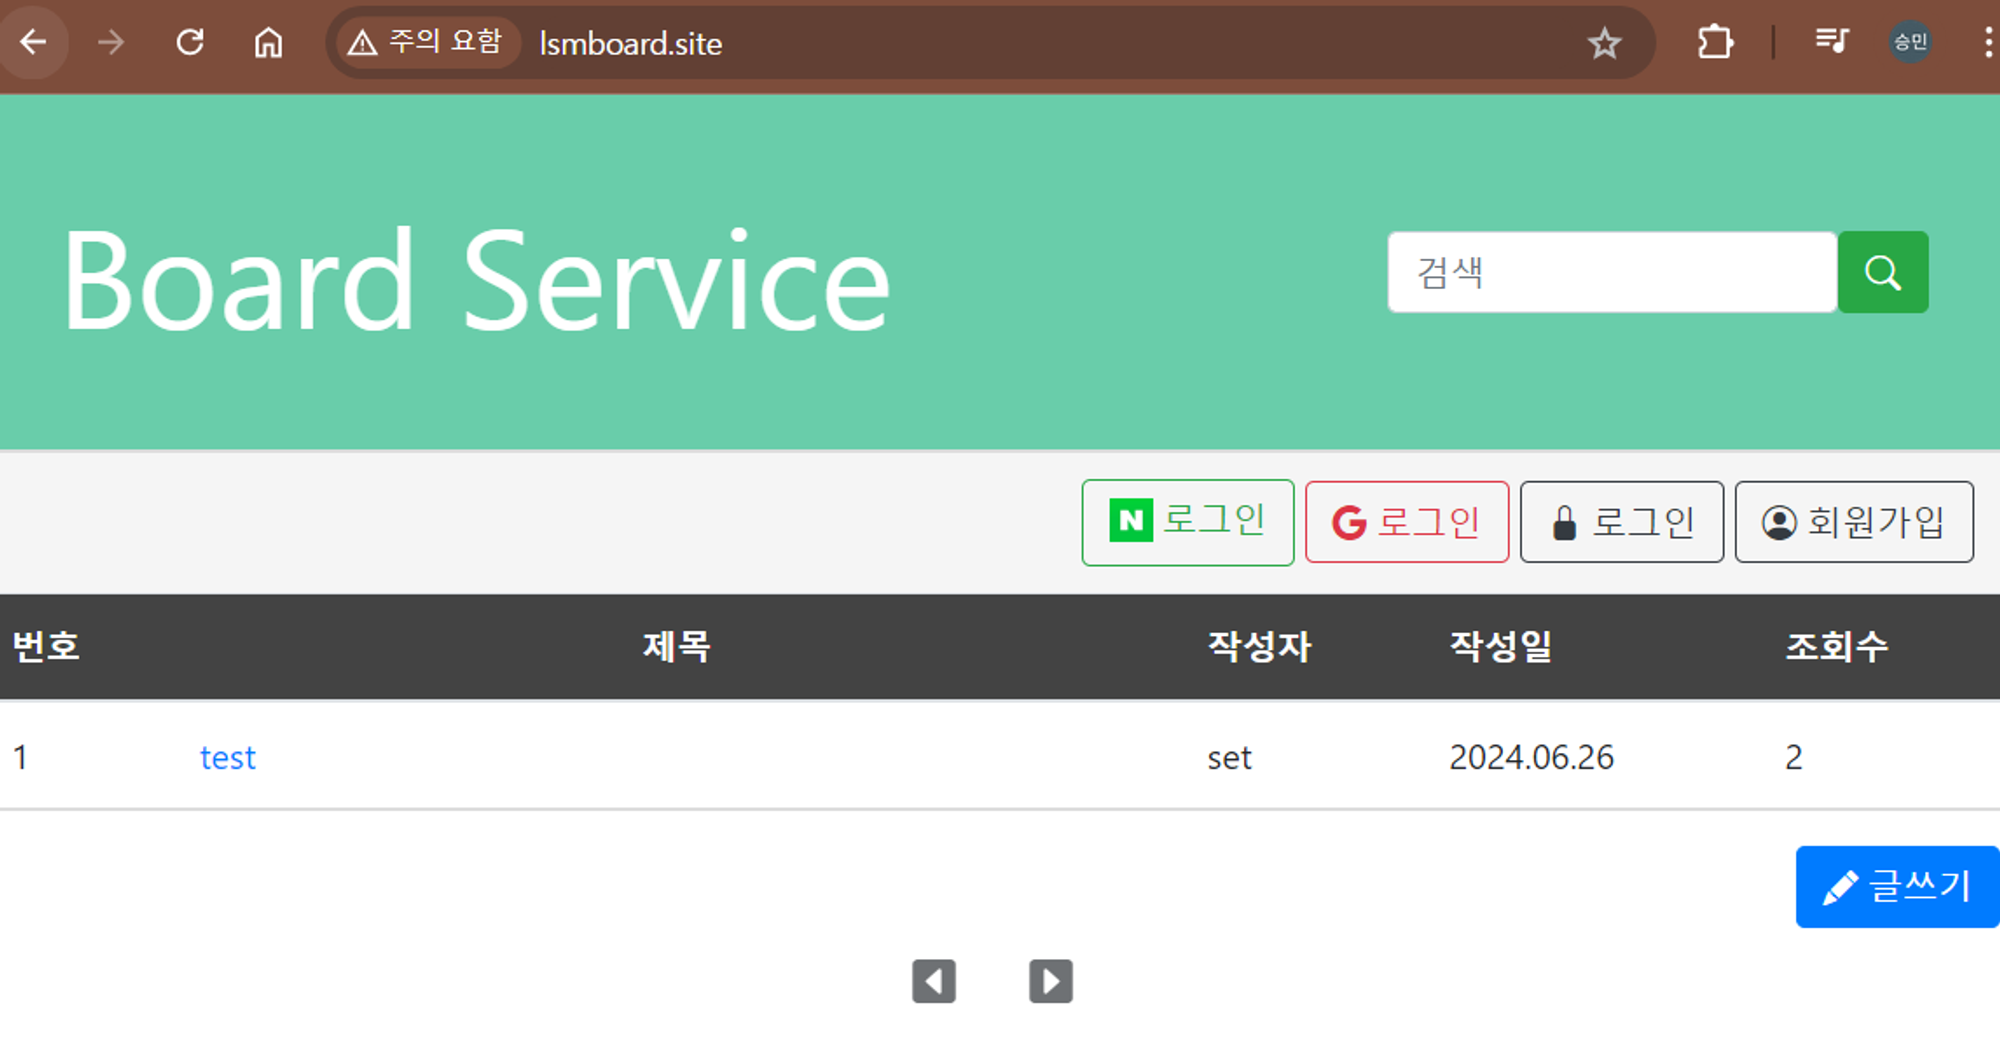 주의 요함 lsmboard.site 승민
Board Service 검색
N 로그인 G 로그인 로그인 회원가입
번호 제목 작성자 작성일 조회수
1 test set 2024.06.26 2
글쓰기